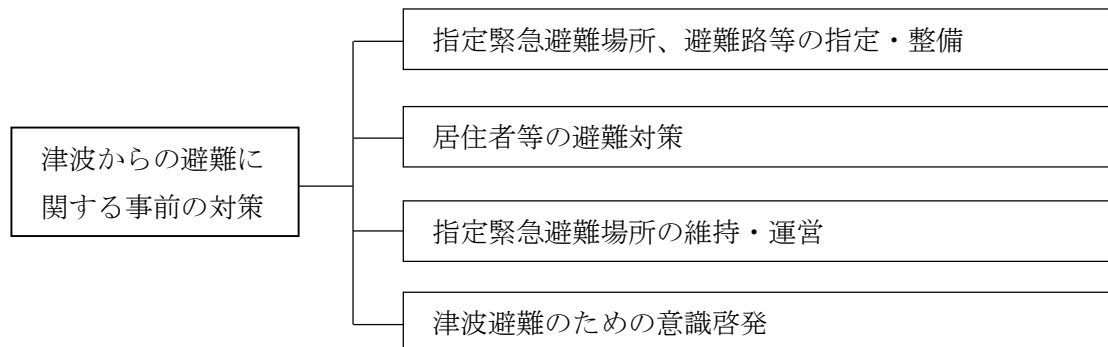 津波からの避難に
関する事前の対策
指定緊急避難場所、避難路等の指定・整備
居住者等の避難対策
指定緊急避難場所の維持・運営
津波避難のための意識啓発